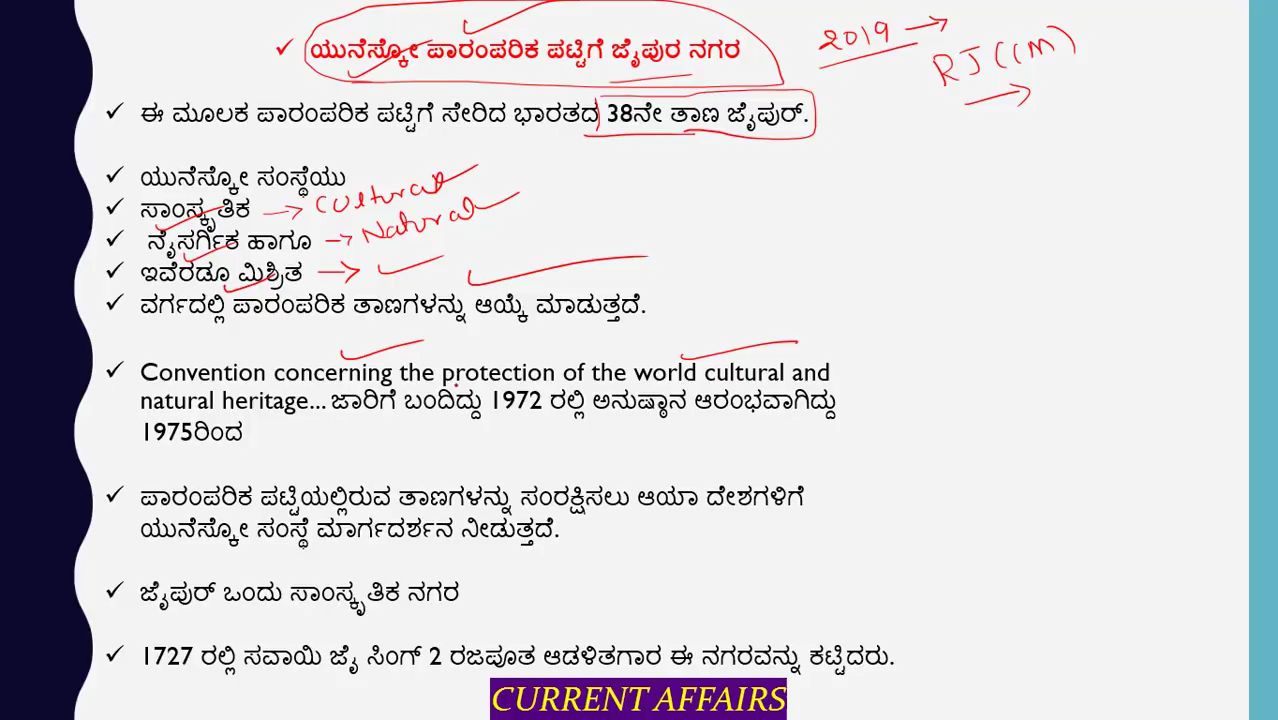 ✓ ಯುನೆಸ್ಕೋ ಪಾರಂಪರಿಕ ಪಟ್ಟಿಗೆ ಜೈಪುರ ನಗರ
2019 →
RJ (CM)
✓ ಈ ಮೂಲಕ ಪಾರಂಪರಿಕ ಪಟ್ಟಿಗೆ ಸೇರಿದ ಭಾರತದ 38ನೇ ತಾಣ ಜೈಪುರ್.
✓ ಯುನೆಸ್ಕೋ ಸಂಸ್ಥೆಯು
✓ ಸಾಂಸ್ಕೃತಿಕ → Cultural
✓ ನೈಸರ್ಗಿಕ ಹಾಗೂ → Natural
✓ ಇವೆರಡೂ ಮಿಶ್ರಿತ →
✓ ವರ್ಗದಲ್ಲಿ ಪಾರಂಪರಿಕ ತಾಣಗಳನ್ನು ಆಯ್ಕೆ ಮಾಡುತ್ತದೆ.
✓ Convention concerning the protection of the world cultural and
natural heritage... ಜಾರಿಗೆ ಬಂದಿದ್ದು 1972 ರಲ್ಲಿ ಅನುಷ್ಠಾನ ಆರಂಭವಾಗಿದ್ದು
1975ರಿಂದ
✓ ಪಾರಂಪರಿಕ ಪಟ್ಟಿಯಲ್ಲಿರುವ ತಾಣಗಳನ್ನು ಸಂರಕ್ಷಿಸಲು ಆಯಾ ದೇಶಗಳಿಗೆ
ಯುನೆಸ್ಕೋ ಸಂಸ್ಥೆ ಮಾರ್ಗದರ್ಶನ ನೀಡುತ್ತದೆ.
✓ ಜೈಪುರ್ ಒಂದು ಸಾಂಸ್ಕೃತಿಕ ನಗರ
✓ 1727 ರಲ್ಲಿ ಸವಾಯಿ ಜೈ ಸಿಂಗ್ 2 ರಜಪೂತ ಆಡಳಿತಗಾರ ಈ ನಗರವನ್ನು ಕಟ್ಟಿದರು.
CURRENT AFFAIRS